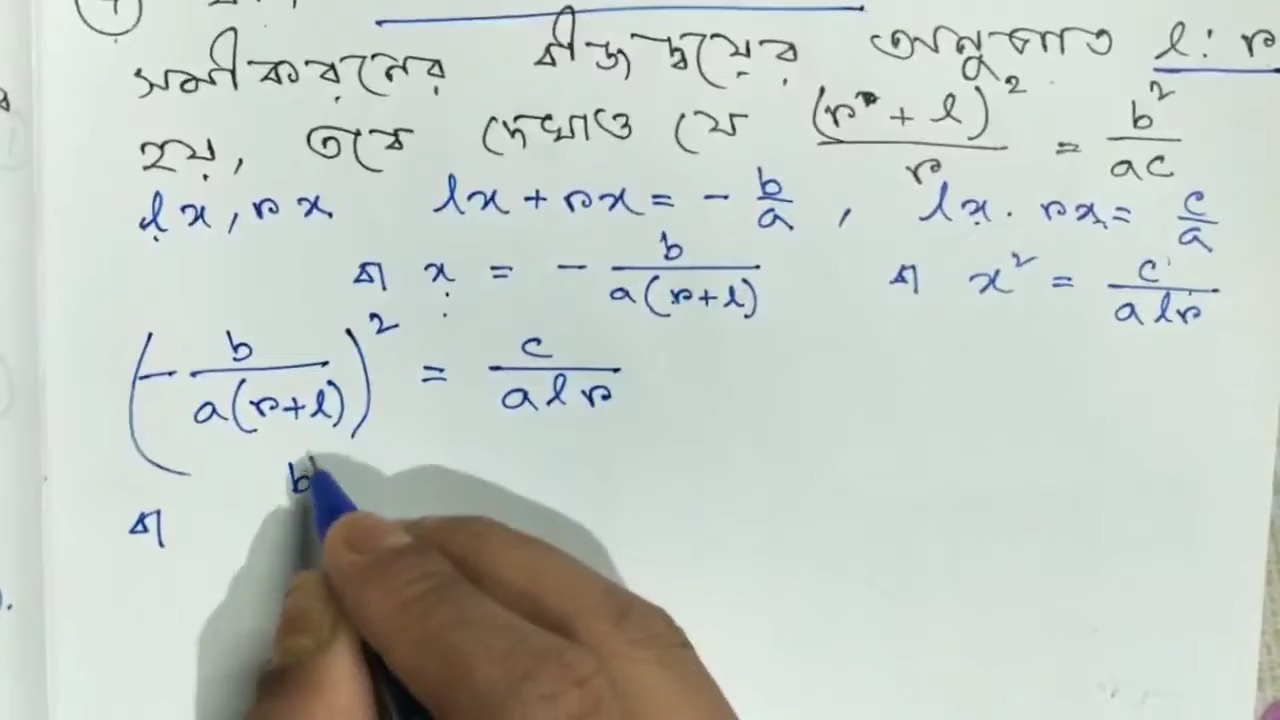 সমীকরনের বীজদ্বয়ের অনুপাত l : r
হয়, তবে দেখাও যে (r + l)² / r = b² / ac
lx, rx lx + rx = - b/a , lx . rx = c/a
বা x = - b / a(r+l) বা x² = c / alr
(- b / a(r+l))² = c / alr
বা b